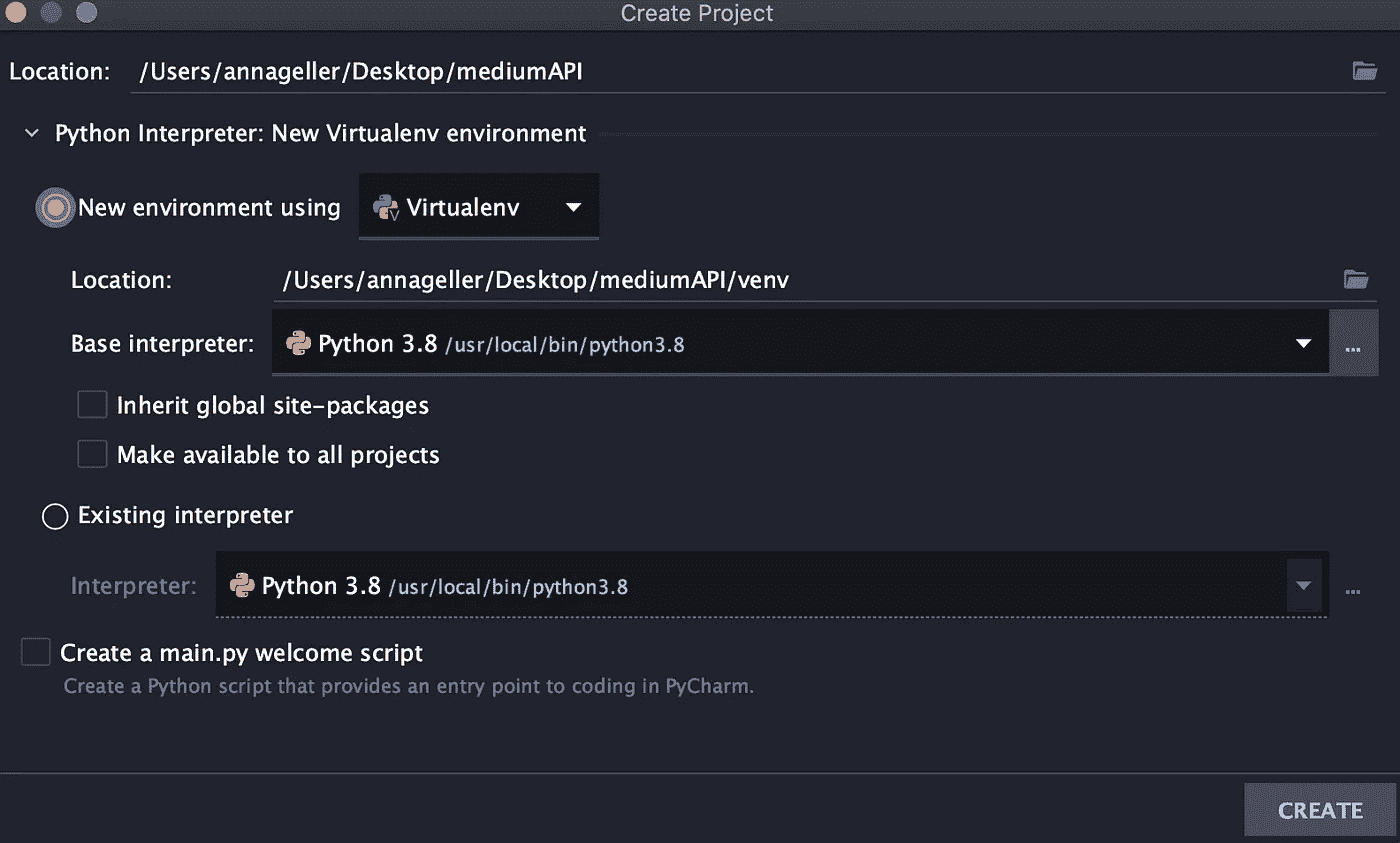 Create Project
Location: /Users/annageller/Desktop/mediumAPI
Python Interpreter: New Virtualenv environment
New environment using Virtualenv
Location: /Users/annageller/Desktop/mediumAPI/venv
Base interpreter: Python 3.8 /usr/local/bin/python3.8 ...
Inherit global site-packages
Make available to all projects
Existing interpreter
Interpreter: Python 3.8 /usr/local/bin/python3.8 ...
Create a main.py welcome script
Create a Python script that provides an entry point to coding in PyCharm.
CREATE